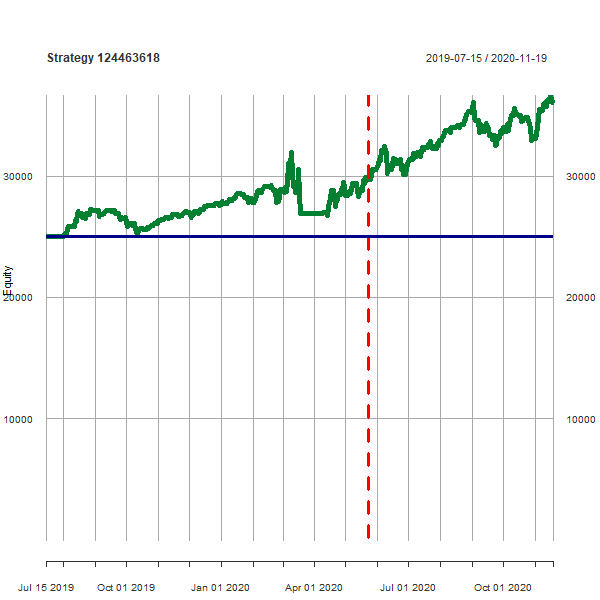 Strategy 124463618
2019-07-15 / 2020-11-19
30000
30000
Equity
20000
20000
10000
10000
Jul 15 2019
Oct 01 2019
Jan 01 2020
Apr 01 2020
Jul 01 2020
Oct 01 2020